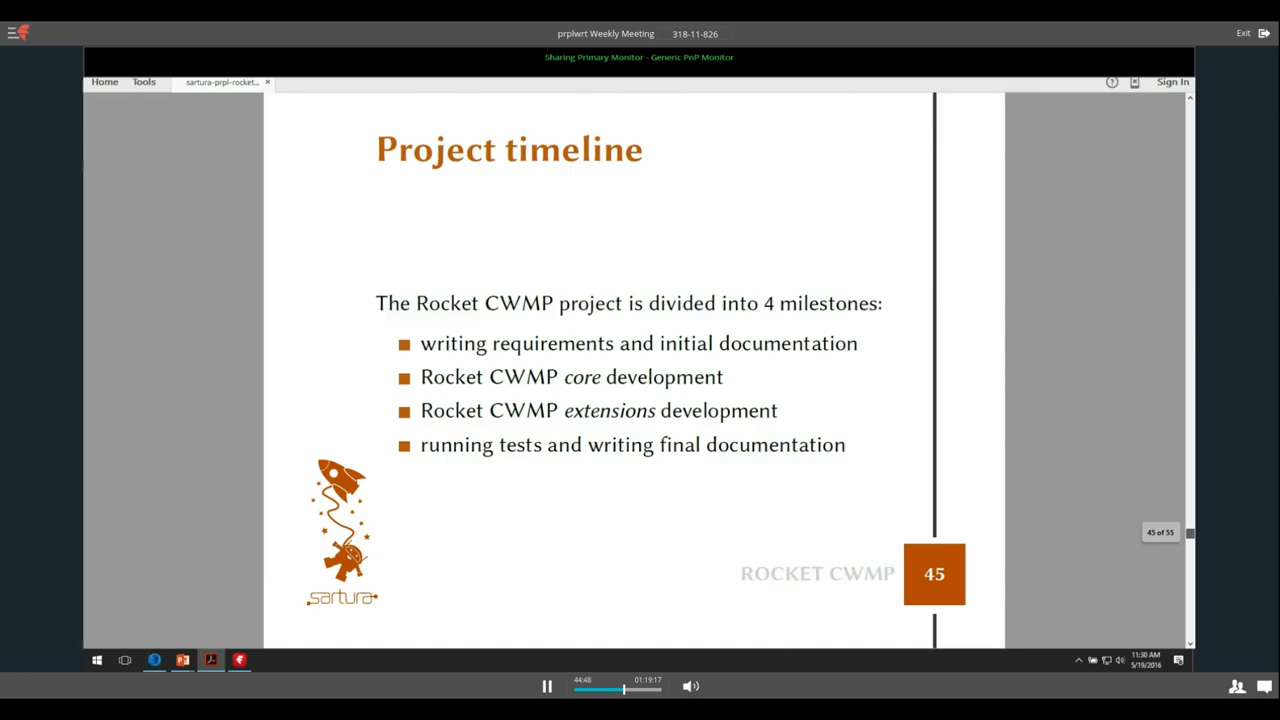 prplwrt Weekly Meeting 318-11-826
Exit
Sharing Primary Monitor - Generic PnP Monitor
Home Tools sartura-prpl-rocket... × Sign In
Project timeline
The Rocket CWMP project is divided into 4 milestones:
writing requirements and initial documentation
Rocket CWMP core development
Rocket CWMP extensions development
running tests and writing final documentation
45 of 55
ROCKET CWMP 45
sartura
11:30 AM
5/19/2016
44:48 01:19:17